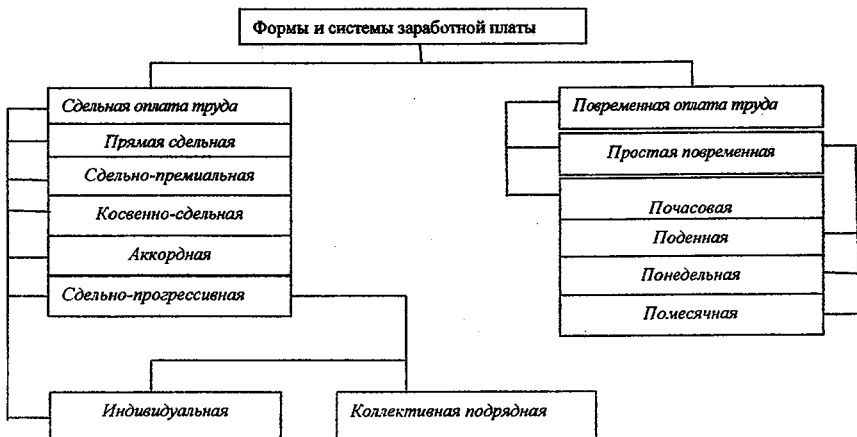 Формы и системы заработной платы
Сдельная оплата труда
Прямая сдельная
Сдельно-премиальная
Косвенно-сдельная
Аккордная
Сдельно-прогрессивная
Индивидуальная
Коллективная подрядная
Повременная оплата труда
Простая повременная
Почасовая
Поденная
Понедельная
Помесячная